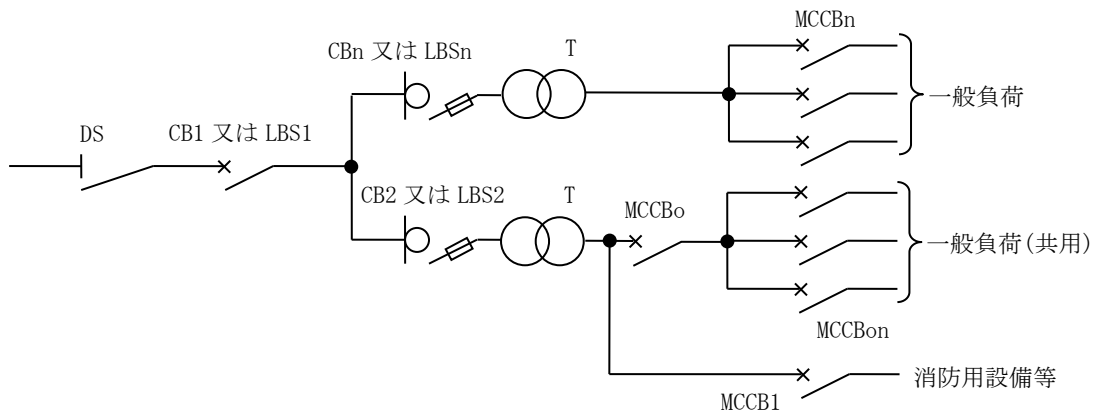 MCCBn
CBn 又は LBSn
T
一般負荷
DS
CB1 又は LBS1
CB2 又は LBS2
T
MCCBo
一般負荷(共用)
MCCBon
消防用設備等
MCCB1